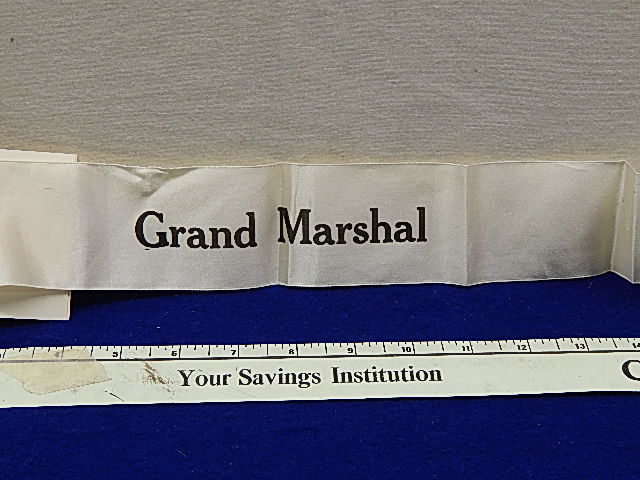 Grand Marshal
5 6 7 8 9 10 11 12 13 14
Your Savings Institution